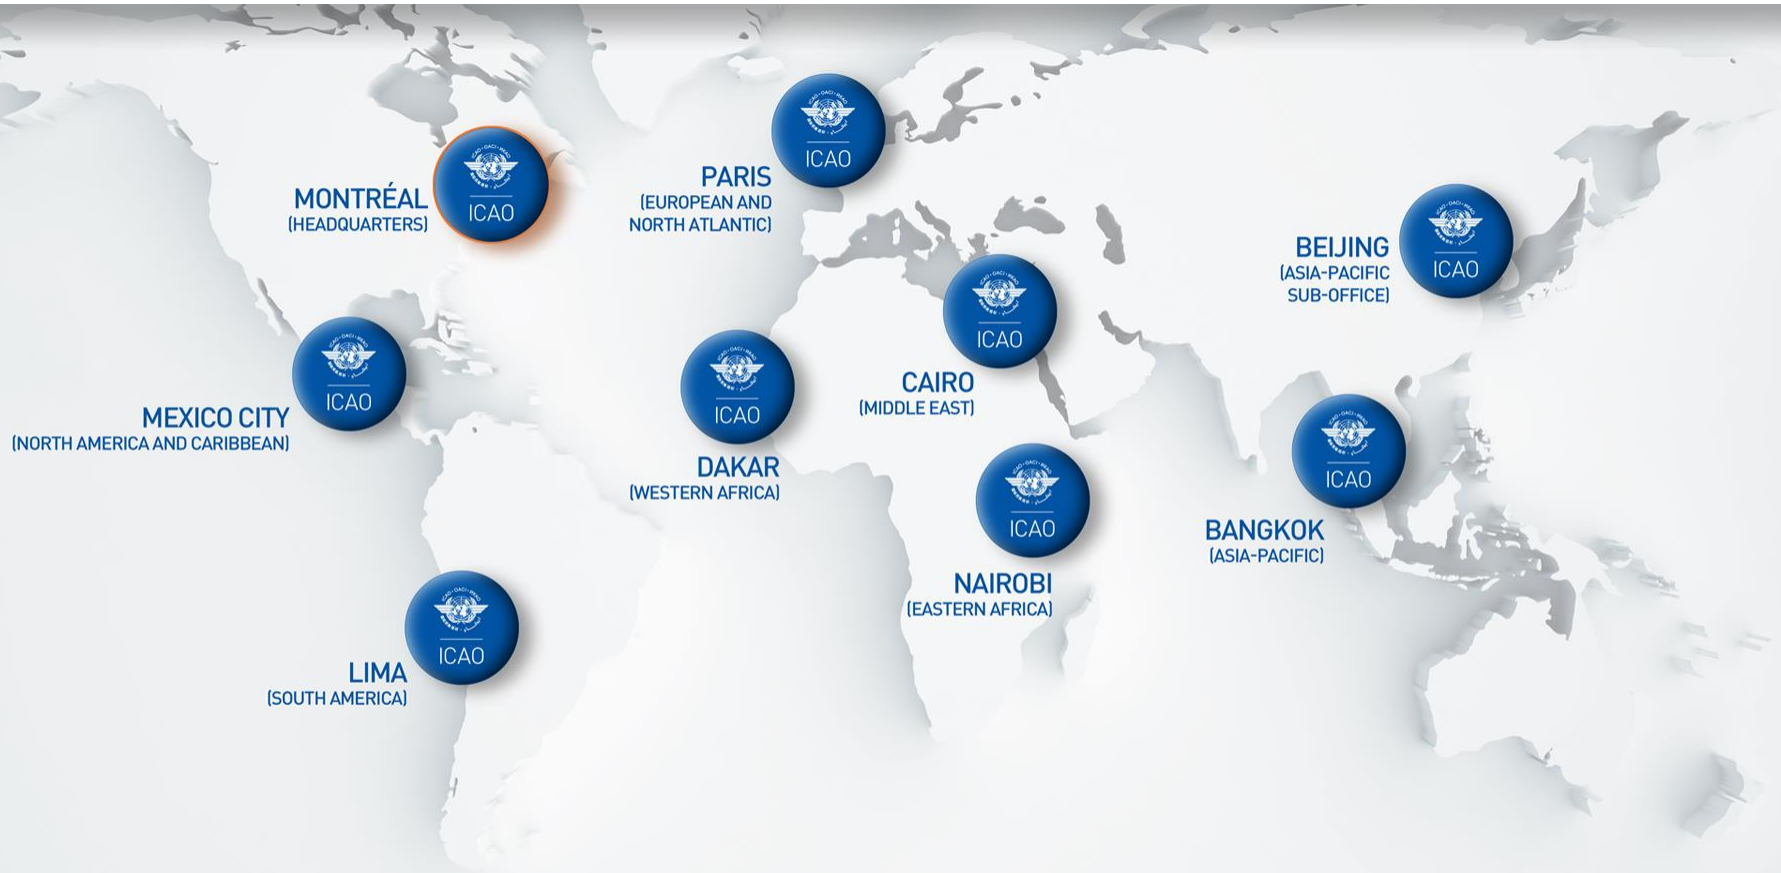 ICAO
PARIS
(EUROPEAN AND
NORTH ATLANTIC)
ICAO
MONTRÉAL
(HEADQUARTERS)
ICAO
BEIJING
(ASIA-PACIFIC
SUB-OFFICE)
ICAO
CAIRO
(MIDDLE EAST)
ICAO
MEXICO CITY
(NORTH AMERICA AND CARIBBEAN)
ICAO
DAKAR
(WESTERN AFRICA)
ICAO
BANGKOK
(ASIA-PACIFIC)
ICAO
NAIROBI
(EASTERN AFRICA)
ICAO
LIMA
(SOUTH AMERICA)